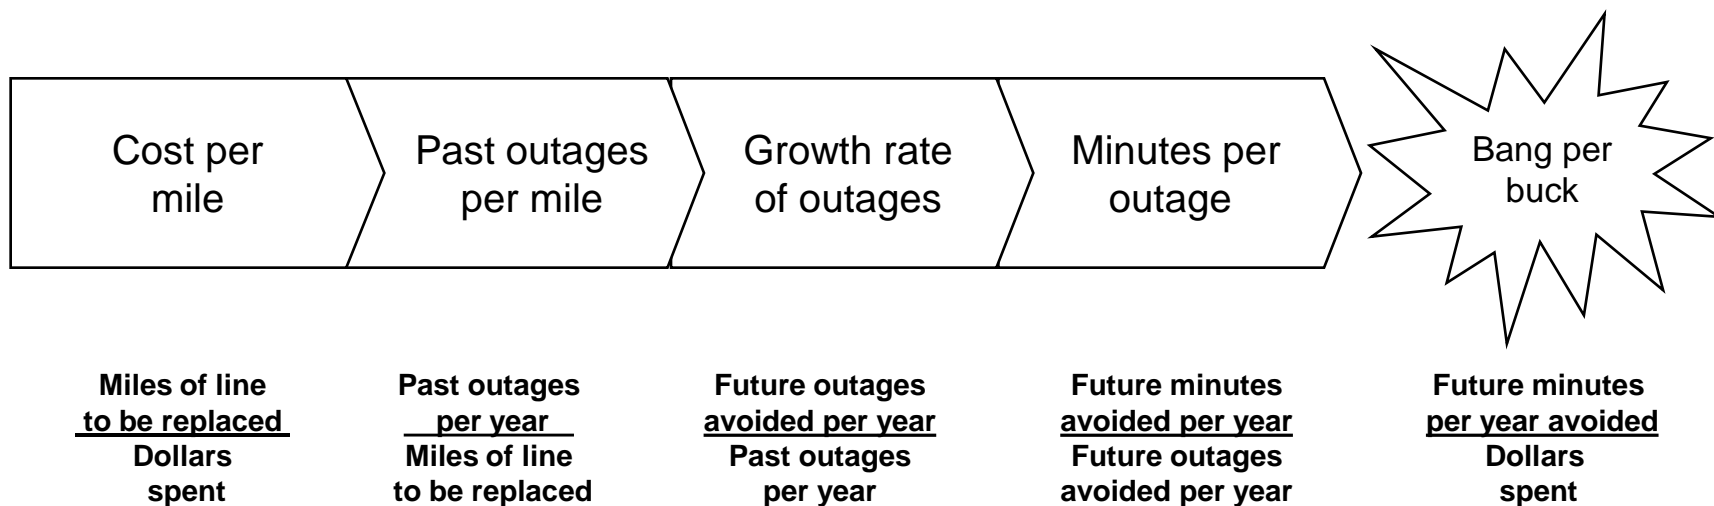 Cost per
mile
Past outages
per mile
Growth rate
of outages
Minutes per
outage
Bang per
buck
Miles of line
to be replaced
Dollars
spent
Past outages
per year
Miles of line
to be replaced
Future outages
avoided per year
Past outages
per year
Future minutes
avoided per year
Future outages
avoided per year
Future minutes
per year avoided
Dollars
spent